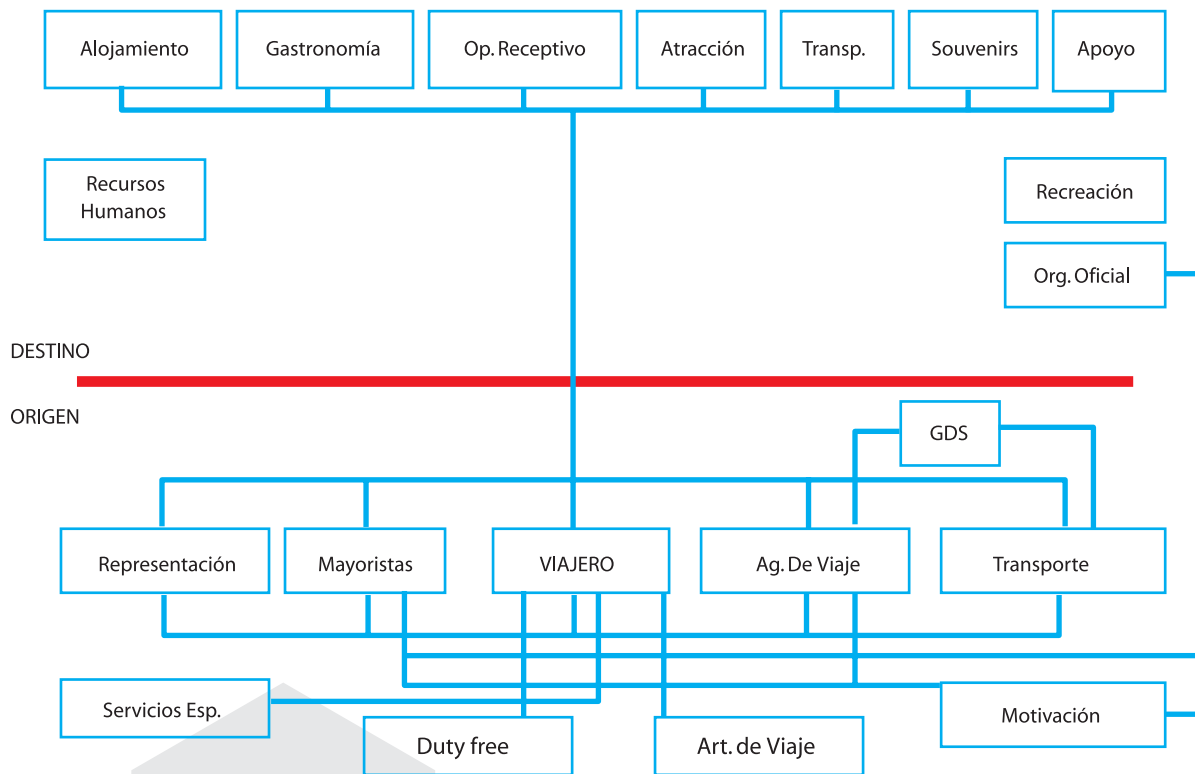 Alojamiento
Gastronomía
Op. Receptivo
Atracción
Transp.
Souvenirs
Apoyo
Recursos
Humanos
Recreación
Org. Oficial
DESTINO
ORIGEN
GDS
Representación
Mayoristas
VIAJERO
Ag. De Viaje
Transporte
Servicios Esp.
Motivación
Duty free
Art. de Viaje